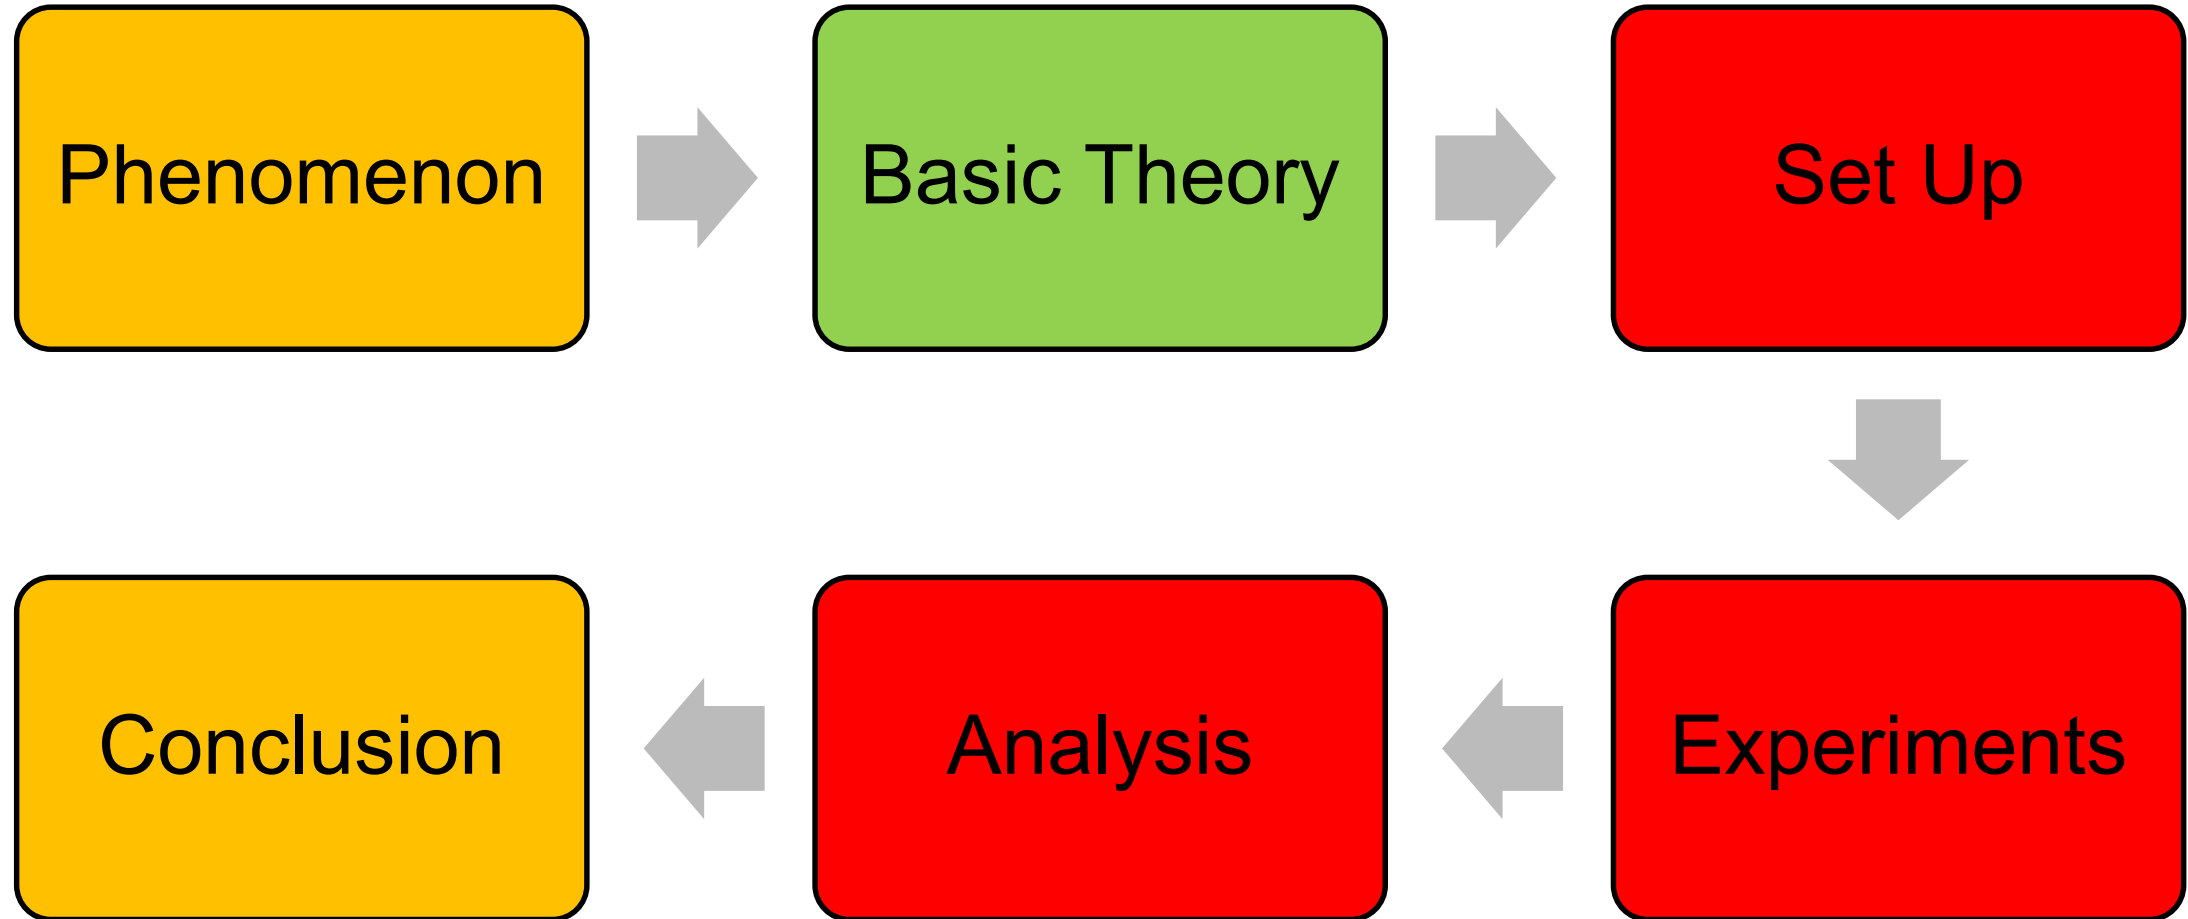 Phenomenon
Basic Theory
Set Up
Experiments
Analysis
Conclusion